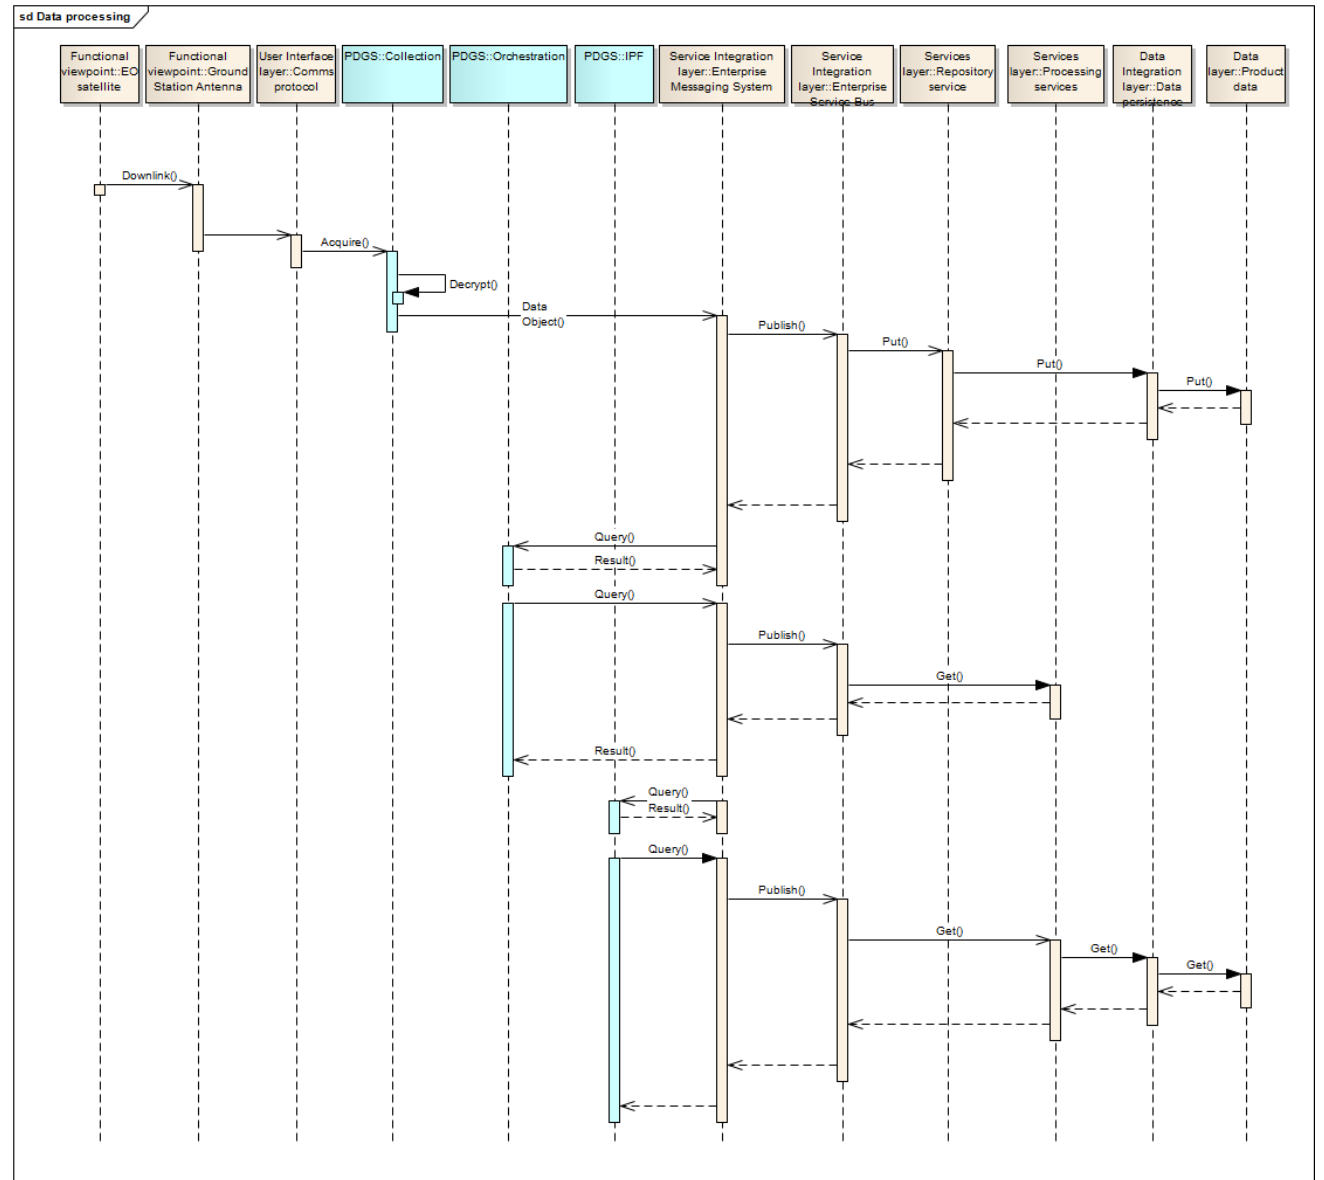 sd Data processing
Functional
viewpoint::EO
satellite
Functional
viewpoint::Ground
Station Antenna
User Interface
layer::Comms
protocol
PDGS::Collection
PDGS::Orchestration
PDGS::IPF
Service Integration
layer::Enterprise
Messaging System
Service
Integration
layer::Enterprise
Service Bus
Services
layer::Repository
service
Services
layer::Processing
services
Data
Integration
layer::Data
persistence
Data
layer::Product
data
Downlink()
Acquire()
Decrypt()
Data
Object()
Publish()
Put()
Put()
Put()
Query()
Result()
Query()
Publish()
Get()
Result()
Query()
Result()
Query()
Publish()
Get()
Get()
Get()